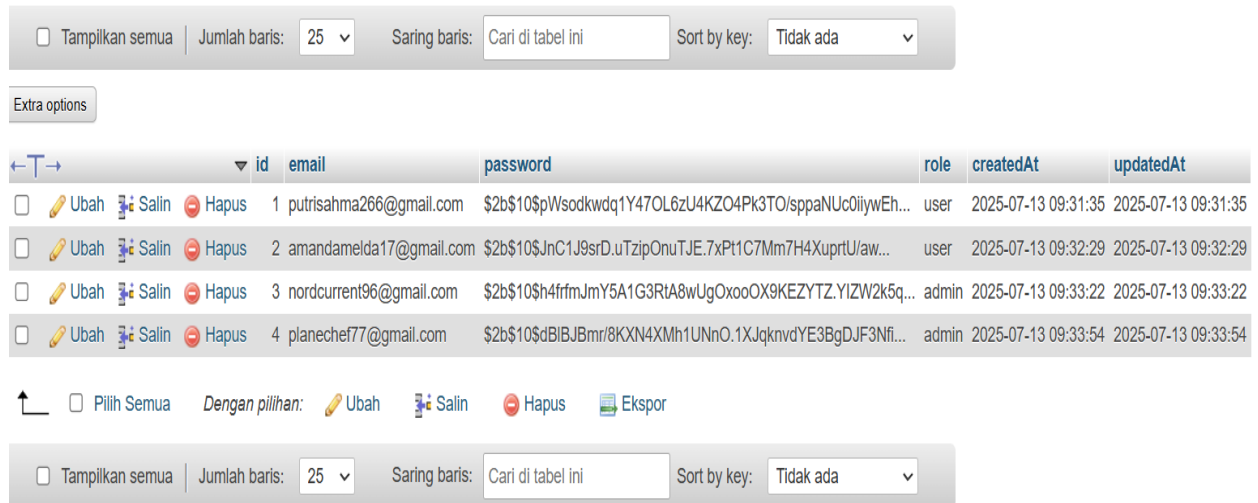 Tampilkan semua Jumlah baris: 25 Saring baris: Cari di tabel ini Sort by key: Tidak ada
Extra options
←T→ id email password role createdAt updatedAt
Ubah Salin Hapus 1 putrisahma266@gmail.com $2b$10$pWsodkwdq1Y47OL6zU4KZO4Pk3TO/sppaNUc0iiywEh... user 2025-07-13 09:31:35 2025-07-13 09:31:35
Ubah Salin Hapus 2 amandamelda17@gmail.com $2b$10$JnC1J9srD.uTzipOnuTJE.7xPt1C7Mm7H4XuprtU/aw... user 2025-07-13 09:32:29 2025-07-13 09:32:29
Ubah Salin Hapus 3 nordcurrent96@gmail.com $2b$10$h4frfmJmY5A1G3RtA8wUgOxooOX9KEZYTZ.YIZW2k5q... admin 2025-07-13 09:33:22 2025-07-13 09:33:22
Ubah Salin Hapus 4 planechef77@gmail.com $2b$10$dBlBJBmr/8KXN4XMh1UNnO.1XJqknvdYE3BgDJF3Nfi... admin 2025-07-13 09:33:54 2025-07-13 09:33:54
Pilih Semua Dengan pilihan: Ubah Salin Hapus Ekspor
Tampilkan semua Jumlah baris: 25 Saring baris: Cari di tabel ini Sort by key: Tidak ada